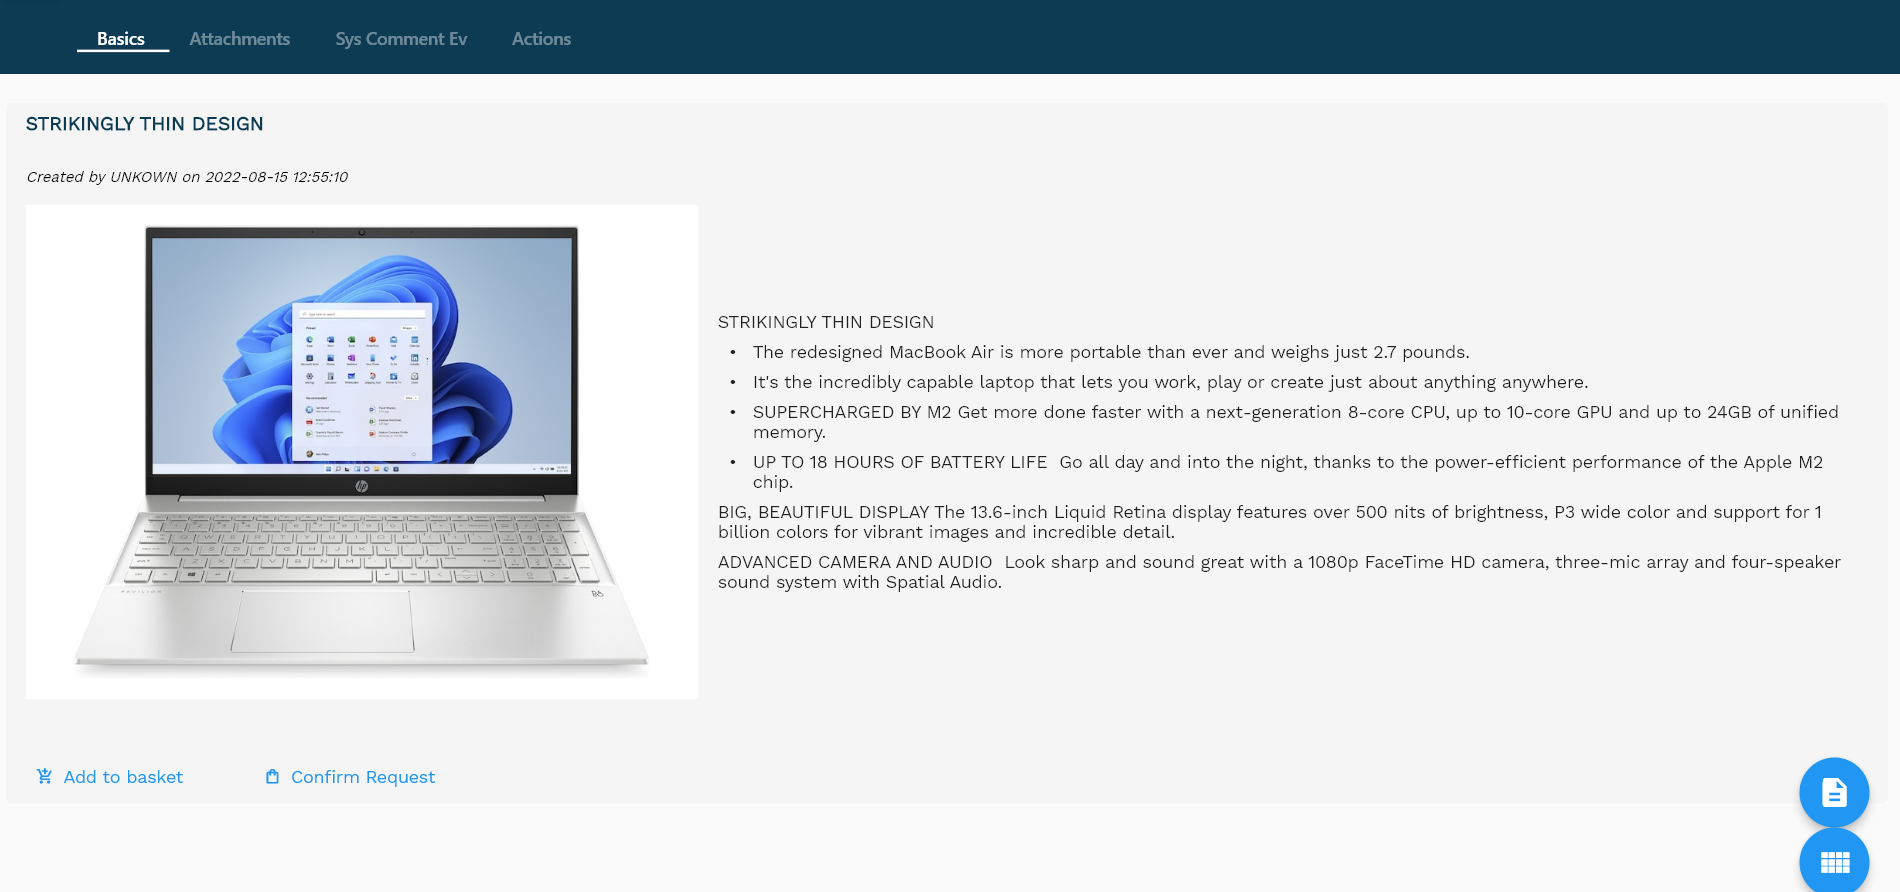 Basics Attachments Sys Comment Ev Actions
STRIKINGLY THIN DESIGN
Created by UNKOWN on 2022-08-15 12:55:10
hp
PAVILION
STRIKINGLY THIN DESIGN
• The redesigned MacBook Air is more portable than ever and weighs just 2.7 pounds.
• It's the incredibly capable laptop that lets you work, play or create just about anything anywhere.
• SUPERCHARGED BY M2 Get more done faster with a next-generation 8-core CPU, up to 10-core GPU and up to 24GB of unified
memory.
• UP TO 18 HOURS OF BATTERY LIFE  Go all day and into the night, thanks to the power-efficient performance of the Apple M2
chip.
BIG, BEAUTIFUL DISPLAY The 13.6-inch Liquid Retina display features over 500 nits of brightness, P3 wide color and support for 1
billion colors for vibrant images and incredible detail.
ADVANCED CAMERA AND AUDIO  Look sharp and sound great with a 1080p FaceTime HD camera, three-mic array and four-speaker
sound system with Spatial Audio.
Add to basket Confirm Request